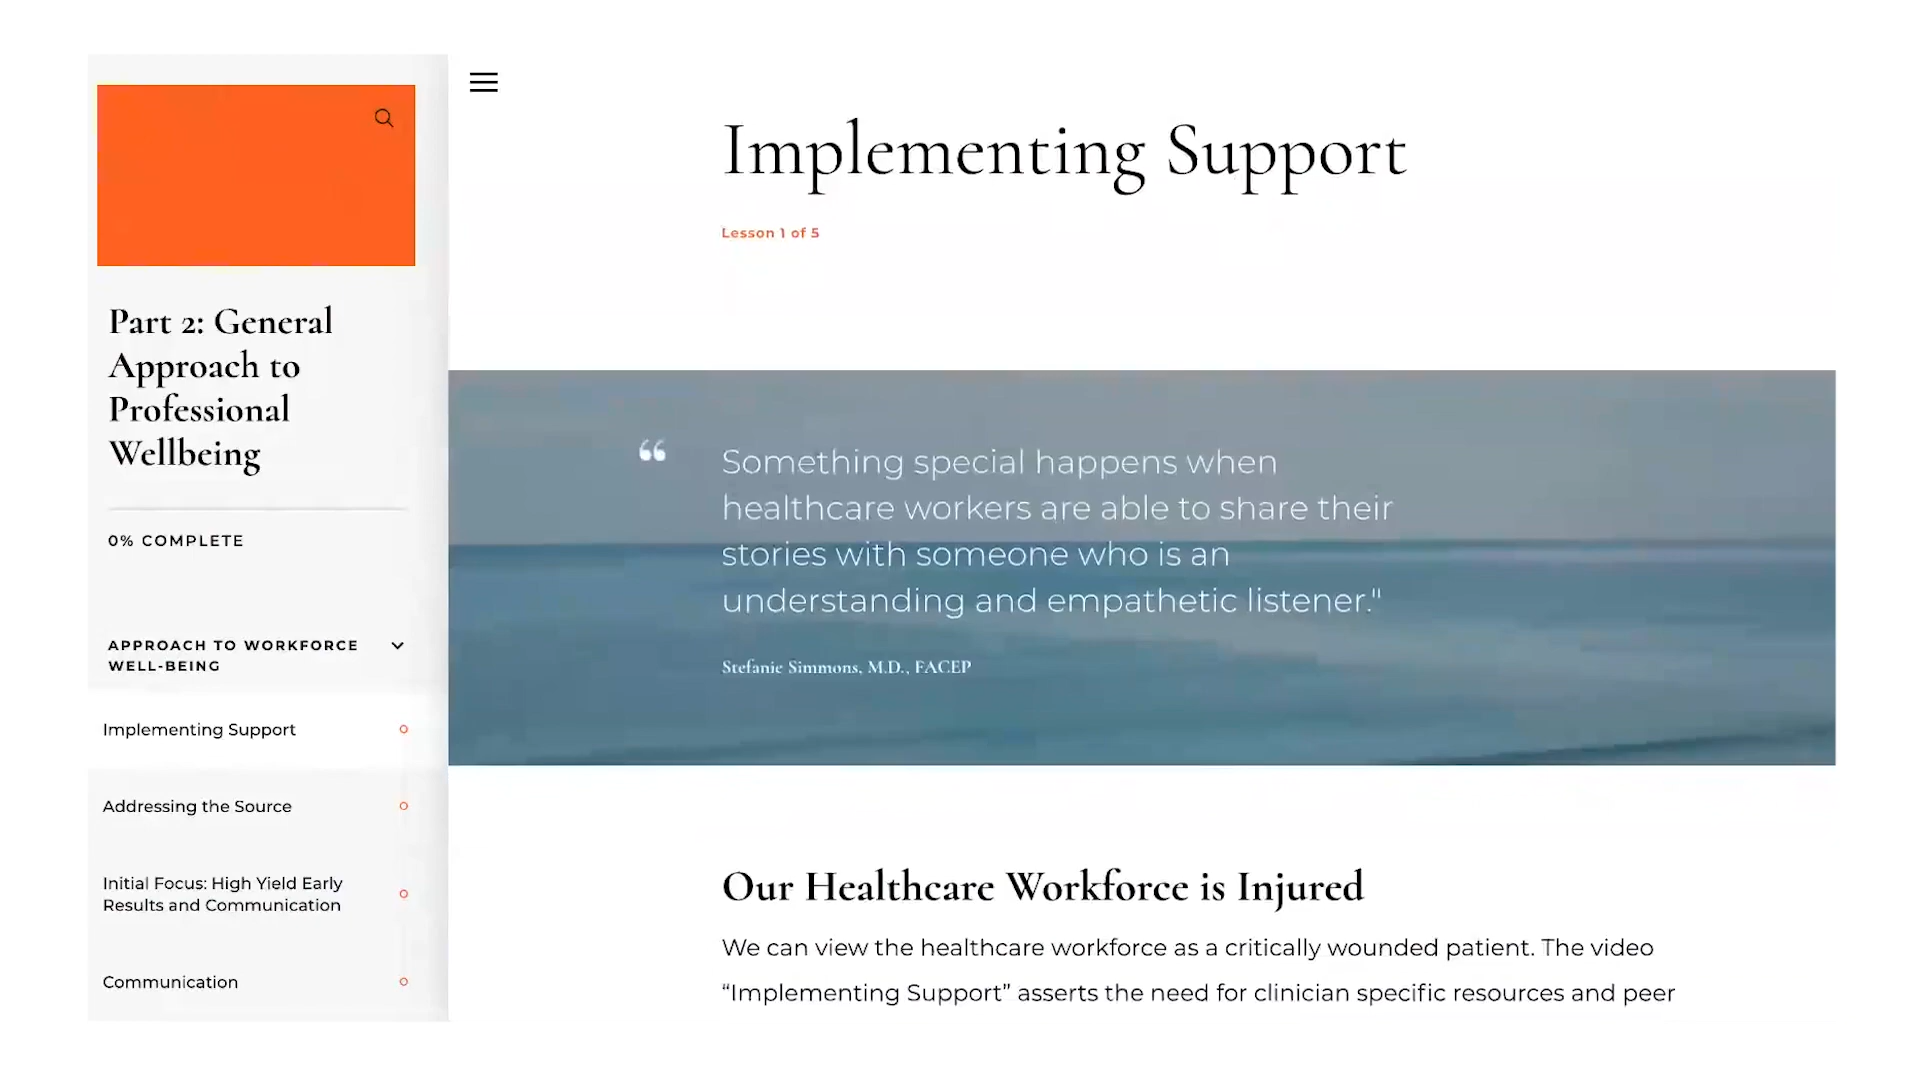 Part 2: General
Approach to
Professional
Wellbeing
0% COMPLETE
APPROACH TO WORKFORCE
WELL-BEING
Implementing Support
Addressing the Source
Initial Focus: High Yield Early
Results and Communication
Communication
Implementing Support
Lesson 1 of 5
“
Something special happens when
healthcare workers are able to share their
stories with someone who is an
understanding and empathetic listener."
Stefanie Simmons, M.D., FACEP
Our Healthcare Workforce is Injured
We can view the healthcare workforce as a critically wounded patient. The video
“Implementing Support” asserts the need for clinician specific resources and peer